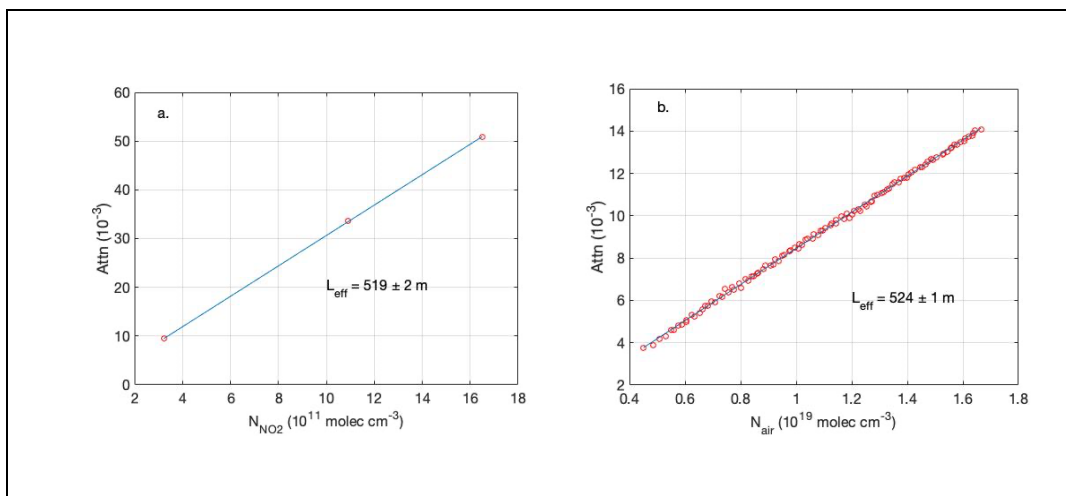 a.
60
50
40
30
20
10
0
2 4 6 8 10 12 14 16 18
Attn (10⁻³)
N_NO2 (10¹¹ molec cm⁻³)
L_eff = 519 ± 2 m
b.
16
14
12
10
8
6
4
2
0.4 0.6 0.8 1 1.2 1.4 1.6 1.8
Attn (10⁻³)
N_air (10¹⁹ molec cm⁻³)
L_eff = 524 ± 1 m